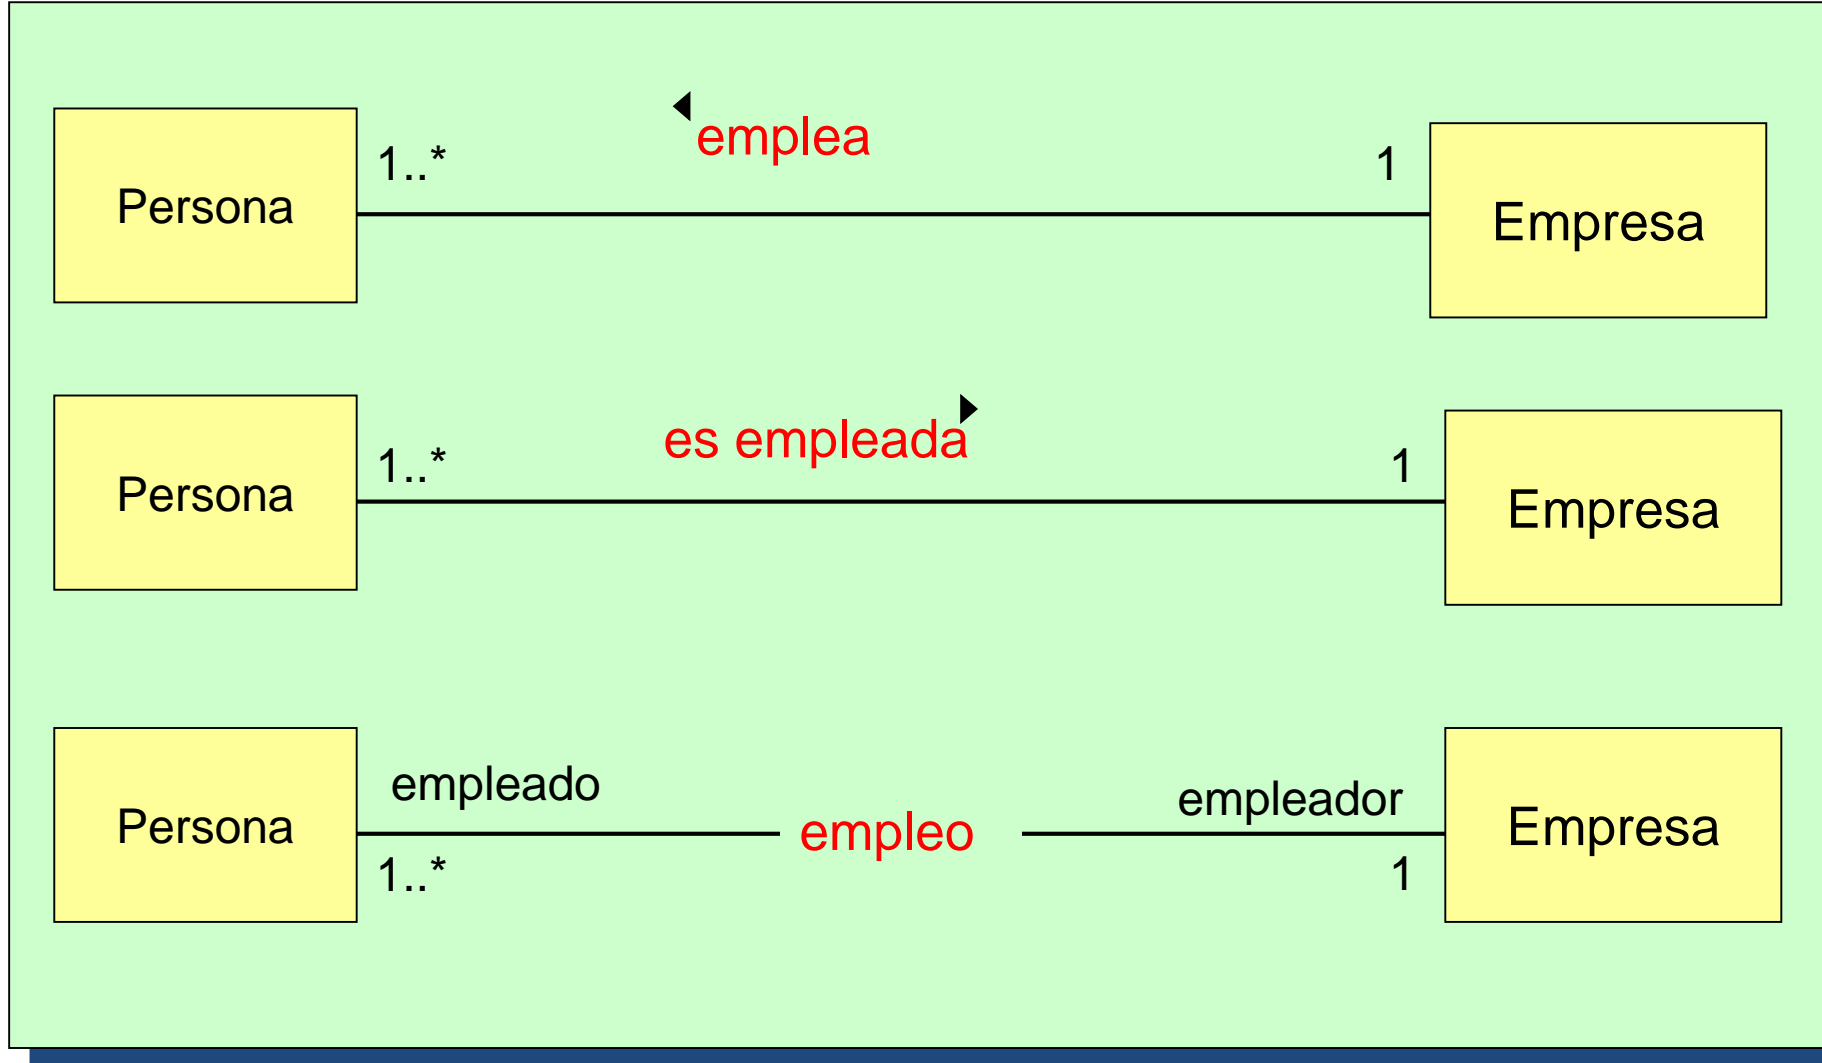 emplea
1..*
1
Persona
Empresa
es empleada
1..*
1
Persona
Empresa
empleado
empleador
Persona
empleo
Empresa
1..*
1